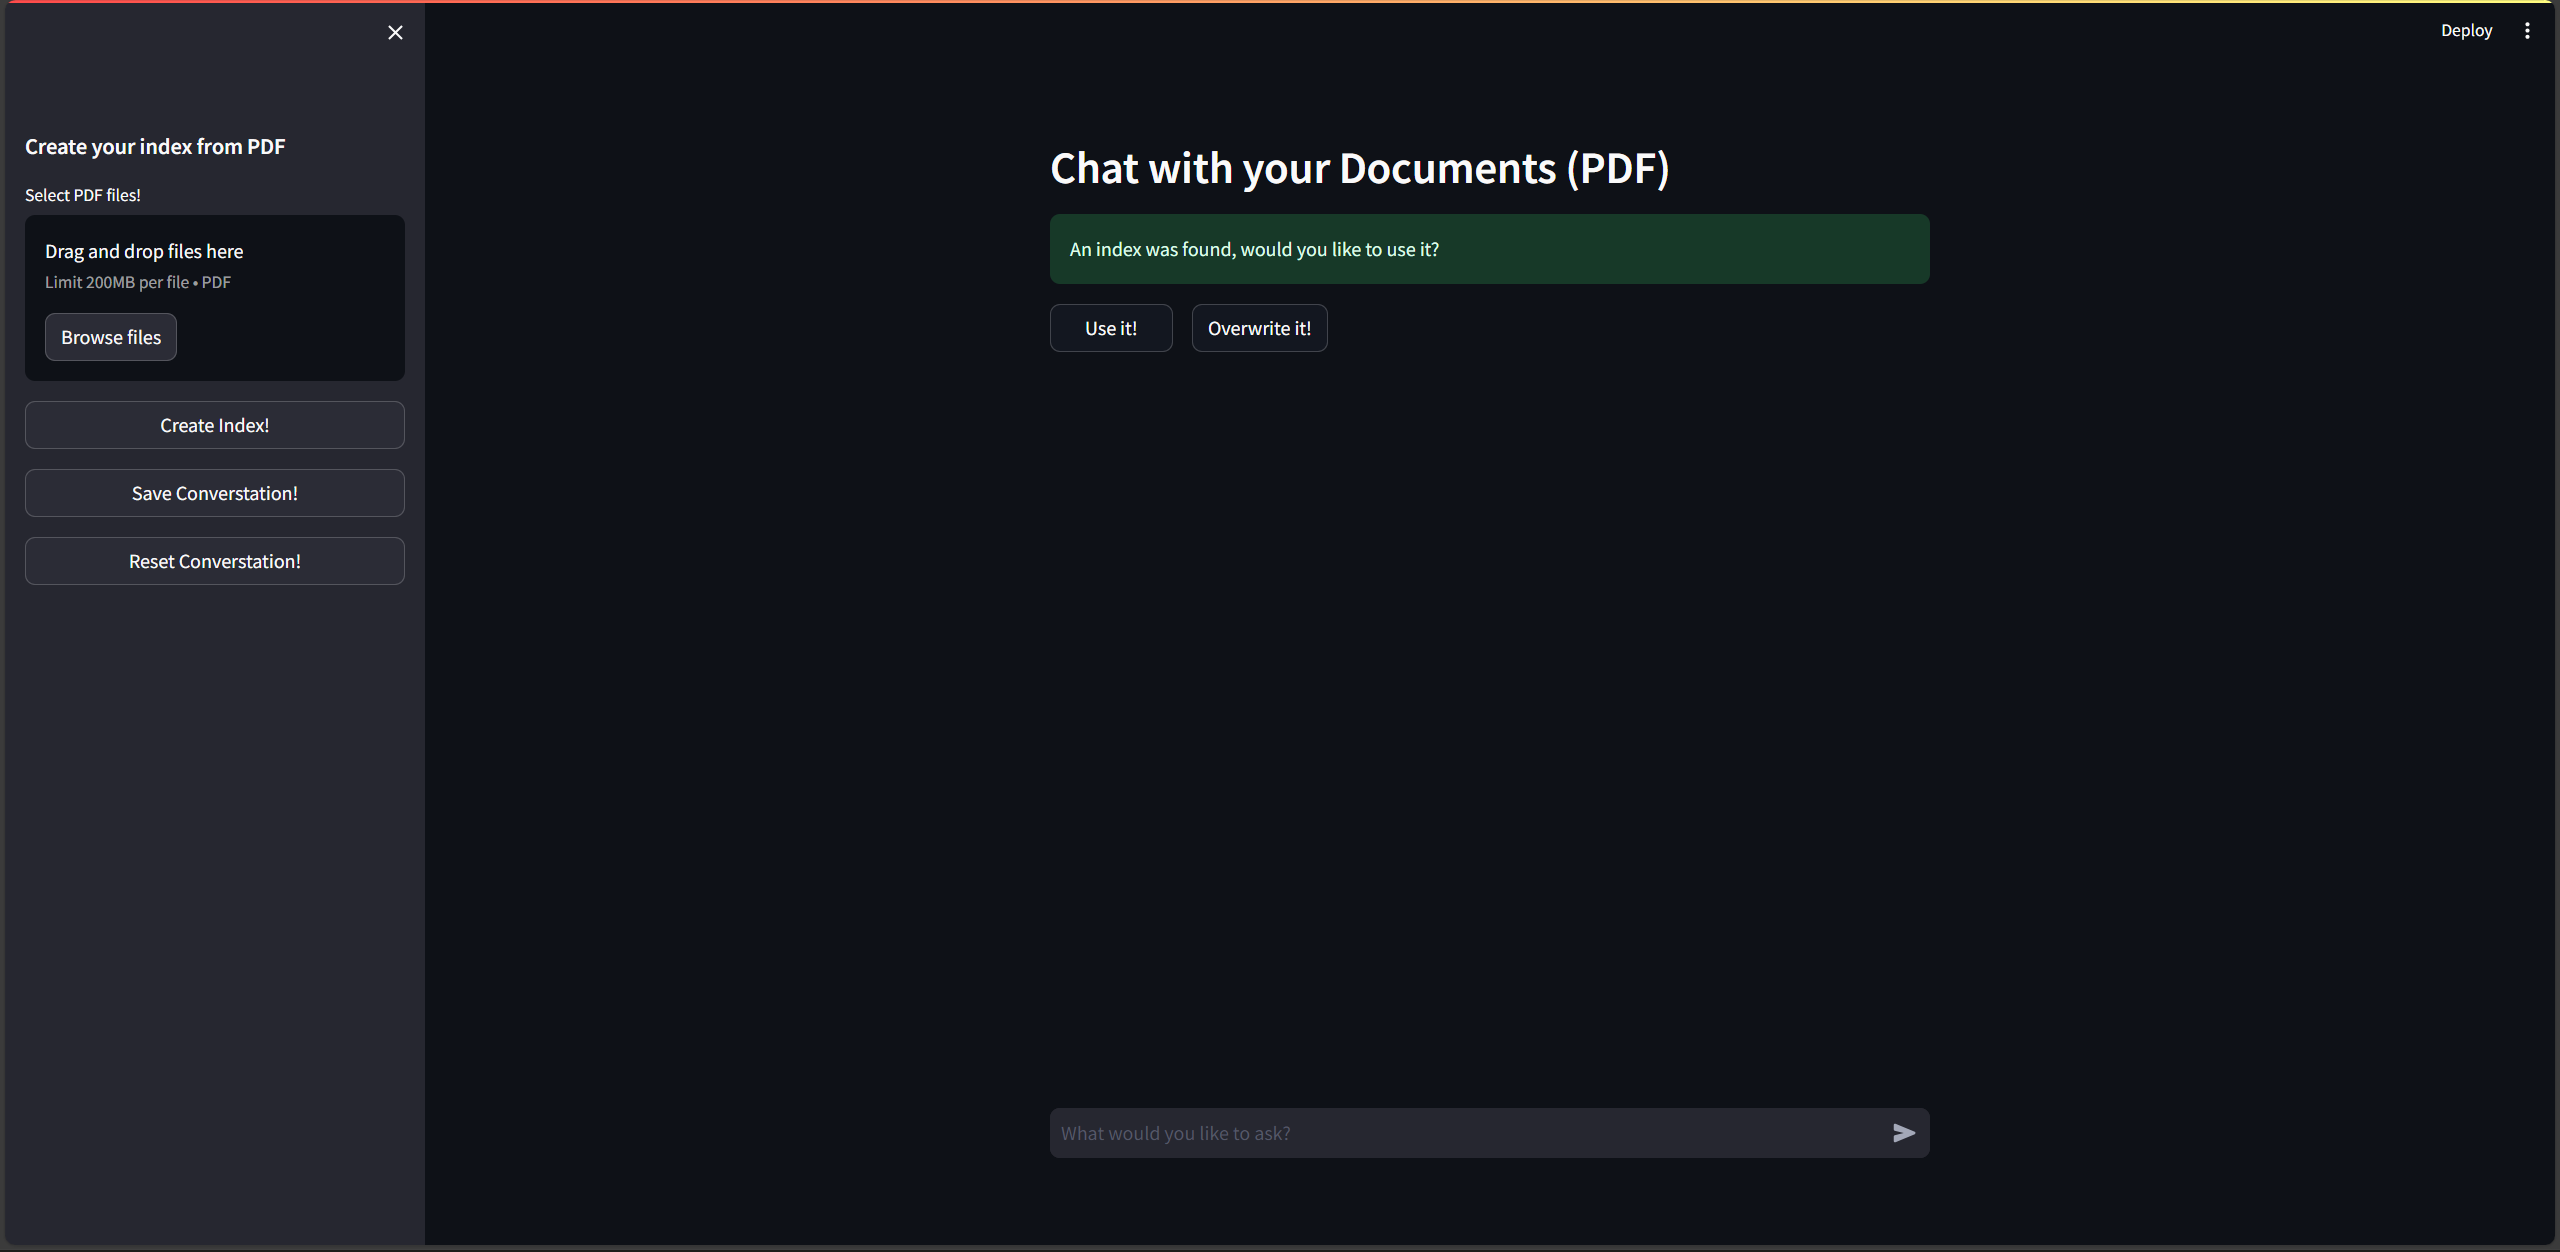 Deploy
Create your index from PDF
Select PDF files!
Drag and drop files here
Limit 200MB per file • PDF
Browse files
Create Index!
Save Converstation!
Reset Converstation!
Chat with your Documents (PDF)
An index was found, would you like to use it?
Use it!
Overwrite it!
What would you like to ask?